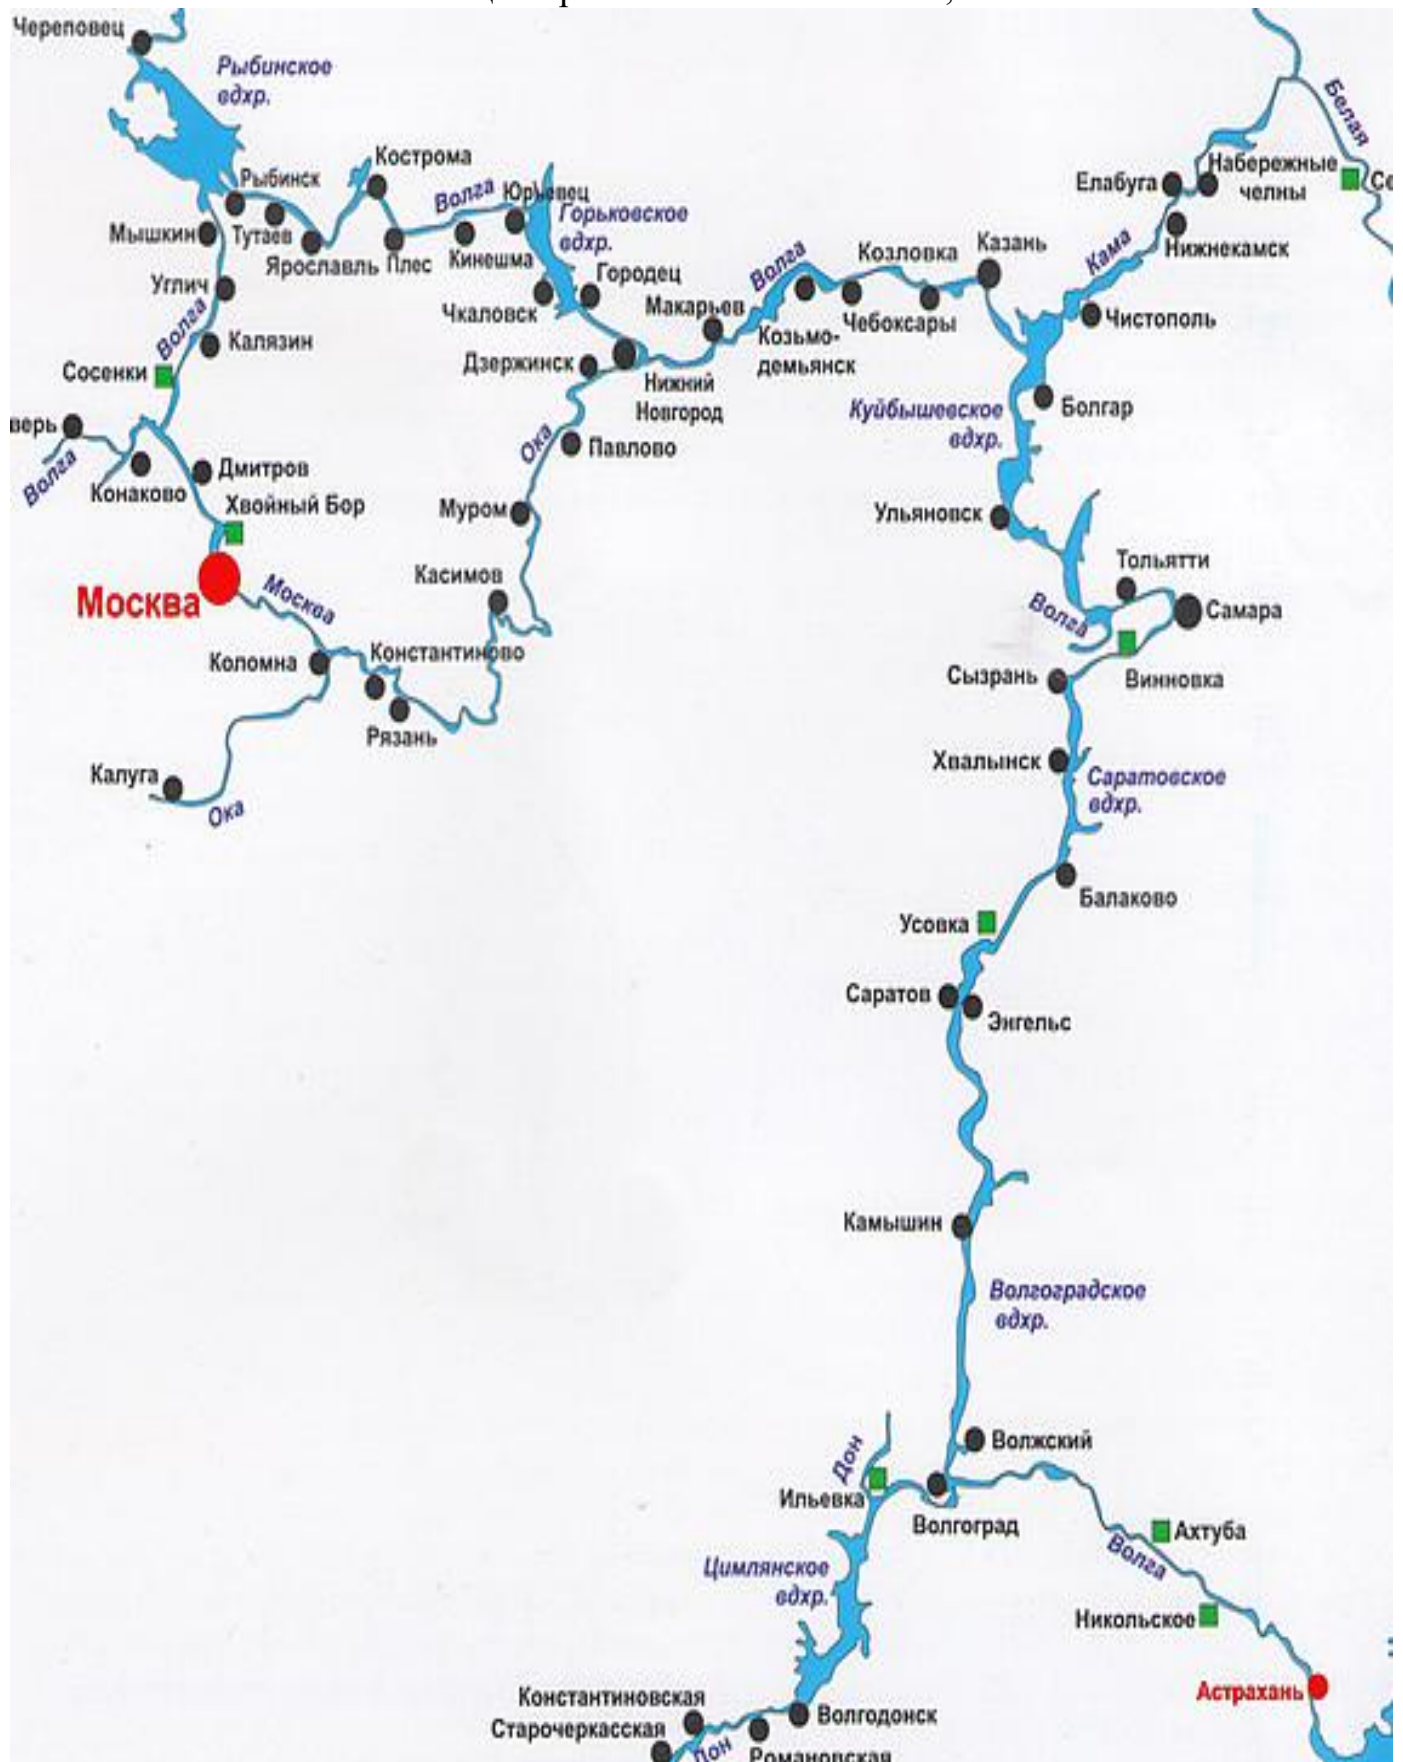 Череповец
Рыбинское
вдхр.
Белая
Кострома
Рыбинск
Волга
Юрьевец
Набережные
челны
Елабуга
Се
Горьковское
вдхр.
Мышкин
Тутаев
Ярославль
Плес
Кинешма
Нижнекамск
Кама
Казань
Козловка
Волга
Городец
Углич
Чкаловск
Макарьев
Чебоксары
Чистополь
Волга
Калязин
Козьмо-
демьянск
Дзержинск
Сосенки
Нижний
Новгород
Куйбышевское
вдхр.
Болгар
верь
Ока
Павлово
Волга
Конаково
Дмитров
Хвойный Бор
Муром
Ульяновск
Тольятти
Касимов
Москва
Москва
Волга
Самара
Коломна
Константиново
Сызрань
Винновка
Рязань
Калуга
Ока
Хвалынск
Саратовское
вдхр.
Балаково
Усовка
Саратов
Энгельс
Камышин
Волгоградское
вдхр.
Волжский
Дон
Ильевка
Волгоград
Ахтуба
Волга
Цимлянское
вдхр.
Никольское
Астрахань
Константиновская
Старочеркасская
Волгодонск
Дон
Романовская